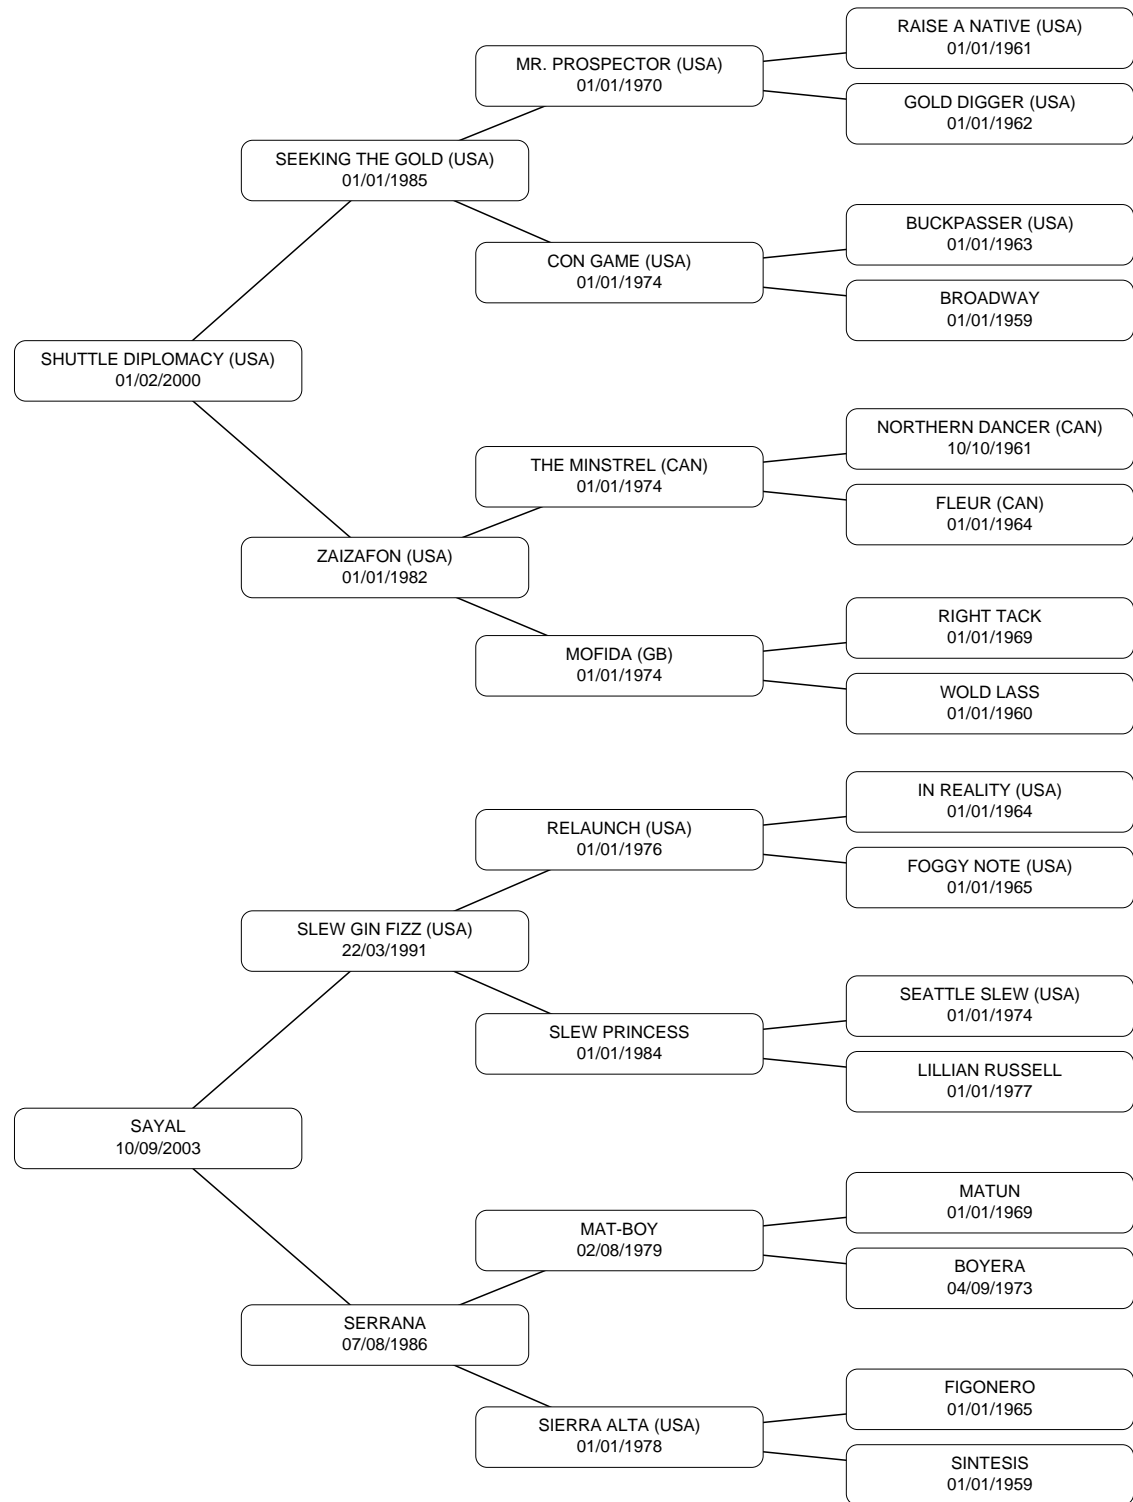 RAISE A NATIVE (USA)
01/01/1961
MR. PROSPECTOR (USA)
01/01/1970
GOLD DIGGER (USA)
01/01/1962
SEEKING THE GOLD (USA)
01/01/1985
BUCKPASSER (USA)
01/01/1963
CON GAME (USA)
01/01/1974
BROADWAY
01/01/1959
SHUTTLE DIPLOMACY (USA)
01/02/2000
NORTHERN DANCER (CAN)
10/10/1961
THE MINSTREL (CAN)
01/01/1974
FLEUR (CAN)
01/01/1964
ZAIZAFON (USA)
01/01/1982
RIGHT TACK
01/01/1969
MOFIDA (GB)
01/01/1974
WOLD LASS
01/01/1960
IN REALITY (USA)
01/01/1964
RELAUNCH (USA)
01/01/1976
FOGGY NOTE (USA)
01/01/1965
SLEW GIN FIZZ (USA)
22/03/1991
SEATTLE SLEW (USA)
01/01/1974
SLEW PRINCESS
01/01/1984
LILLIAN RUSSELL
01/01/1977
SAYAL
10/09/2003
MATUN
01/01/1969
MAT-BOY
02/08/1979
BOYERA
04/09/1973
SERRANA
07/08/1986
FIGONERO
01/01/1965
SIERRA ALTA (USA)
01/01/1978
SINTESIS
01/01/1959